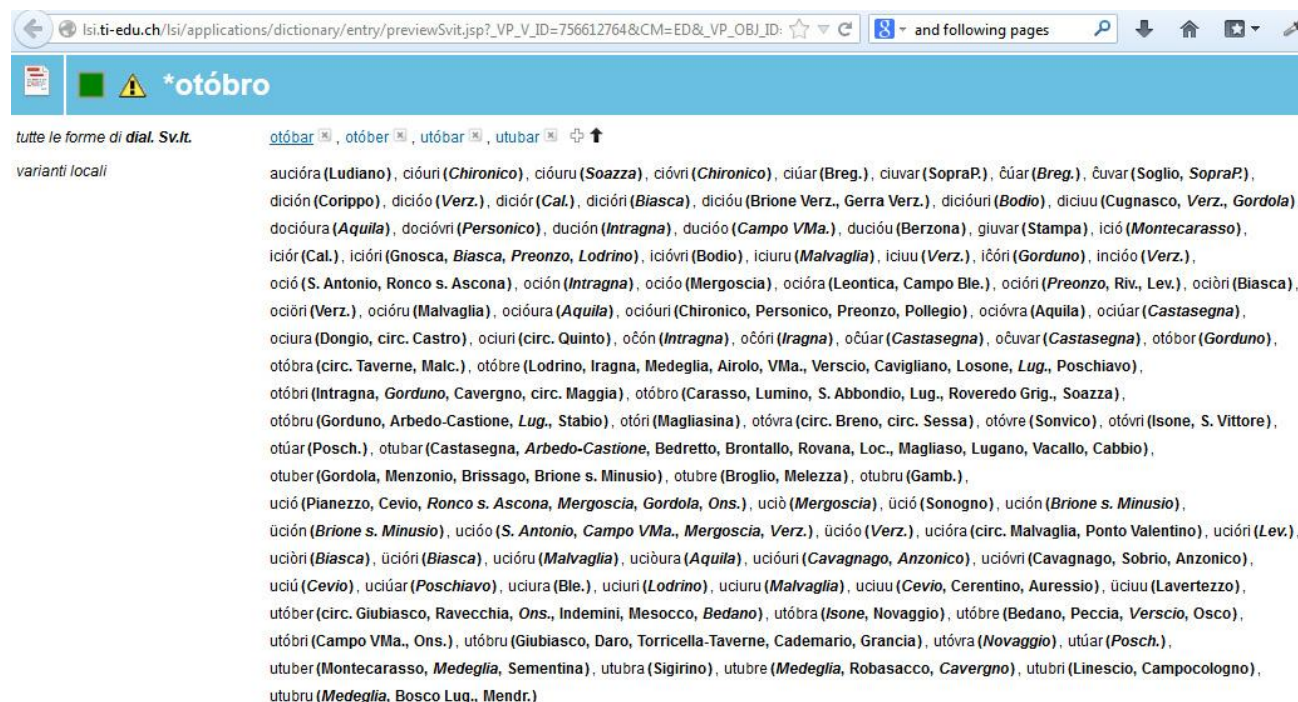 lsi.ti-edu.ch/lsi/applications/dictionary/entry/previewSvit.jsp?_VP_V_ID=756612764&CM=ED&_VP_OBJ_ID: and following pages
*otóbro
tutte le forme di dial. Sv.It. otóbar, otóber, utóbar, utubar
varianti locali aucióra (Ludiano), cióuri (Chironico), cióuru (Soazza), cióvri (Chironico), ciúar (Breg.), ciuvar (SopraP.), ĉúar (Breg.), ĉuvar (Soglio, SopraP.),
dición (Corippo), dicióo (Verz.), diciór (Cal.), dicióri (Biasca), dicióu (Brione Verz., Gerra Verz.), dicióuri (Bodio), diciuu (Cugnasco, Verz., Gordola)
docióura (Aquila), docióvri (Personico), dución (Intragna), ducióo (Campo VMa.), ducióu (Berzona), giuvar (Stampa), ició (Montecarasso),
iciór (Cal.), icióri (Gnosca, Biasca, Preonzo, Lodrino), icióvri (Bodio), iciuru (Malvaglia), iciuu (Verz.), iĉóri (Gorduno), incióo (Verz.),
oció (S. Antonio, Ronco s. Ascona), oción (Intragna), ocióo (Mergoscia), ocióra (Leontica, Campo Ble.), ocióri (Preonzo, Riv., Lev.), ociòri (Biasca),
ociöri (Verz.), ocióru (Malvaglia), ocióura (Aquila), ocióuri (Chironico, Personico, Preonzo, Pollegio), ocióvra (Aquila), ociúar (Castasegna),
ociura (Dongio, circ. Castro), ociuri (circ. Quinto), oĉón (Intragna), oĉóri (Iragna), oĉúar (Castasegna), oĉuvar (Castasegna), otóbor (Gorduno),
otóbra (circ. Taverne, Malc.), otóbre (Lodrino, Iragna, Medeglia, Airolo, VMa., Verscio, Cavigliano, Losone, Lug., Poschiavo),
otóbri (Intragna, Gorduno, Cavergno, circ. Maggia), otóbro (Carasso, Lumino, S. Abbondio, Lug., Roveredo Grig., Soazza),
otóbru (Gorduno, Arbedo-Castione, Lug., Stabio), otóri (Magliasina), otóvra (circ. Breno, circ. Sessa), otóvre (Sonvico), otóvri (Isone, S. Vittore),
otúar (Posch.), otubar (Castasegna, Arbedo-Castione, Bedretto, Brontallo, Rovana, Loc., Magliaso, Lugano, Vacallo, Cabbio),
otuber (Gordola, Menzonio, Brissago, Brione s. Minusio), otubre (Broglio, Melezza), otubru (Gamb.),
ució (Pianezzo, Cevio, Ronco s. Ascona, Mergoscia, Gordola, Ons.), uciò (Mergoscia), üció (Sonogno),ución (Brione s. Minusio),
üción (Brione s. Minusio), ucióo (S. Antonio, Campo VMa., Mergoscia, Verz.), ücióo (Verz.), ucióra (circ. Malvaglia, Ponto Valentino), ucióri (Lev.),
uciòri (Biasca), ücióri (Biasca), ucióru (Malvaglia), uciòura (Aquila), ucióuri (Cavagnago, Anzonico), ucióvri (Cavagnago, Sobrio, Anzonico),
uciú (Cevio), uciúar (Poschiavo), uciura (Ble.), uciuri (Lodrino), uciuru (Malvaglia), uciuu (Cevio, Cerentino, Auressio), üciuu (Lavertezzo),
utóber (circ. Giubiasco, Ravecchia, Ons., Indemini, Mesocco, Bedano), utóbra (Isone, Novaggio), utóbre (Bedano, Peccia, Verscio, Osco),
utóbri (Campo VMa., Ons.), utóbru (Giubiasco, Daro, Torricella-Taverne, Cademario, Grancia), utóvra (Novaggio), utúar (Posch.),
utuber (Montecarasso, Medeglia, Sementina), utubra (Sigirino), utubre (Medeglia, Robasacco, Cavergno), utubri (Linescio, Campocologno),
utubru (Medeglia, Bosco Lug., Mendr.)